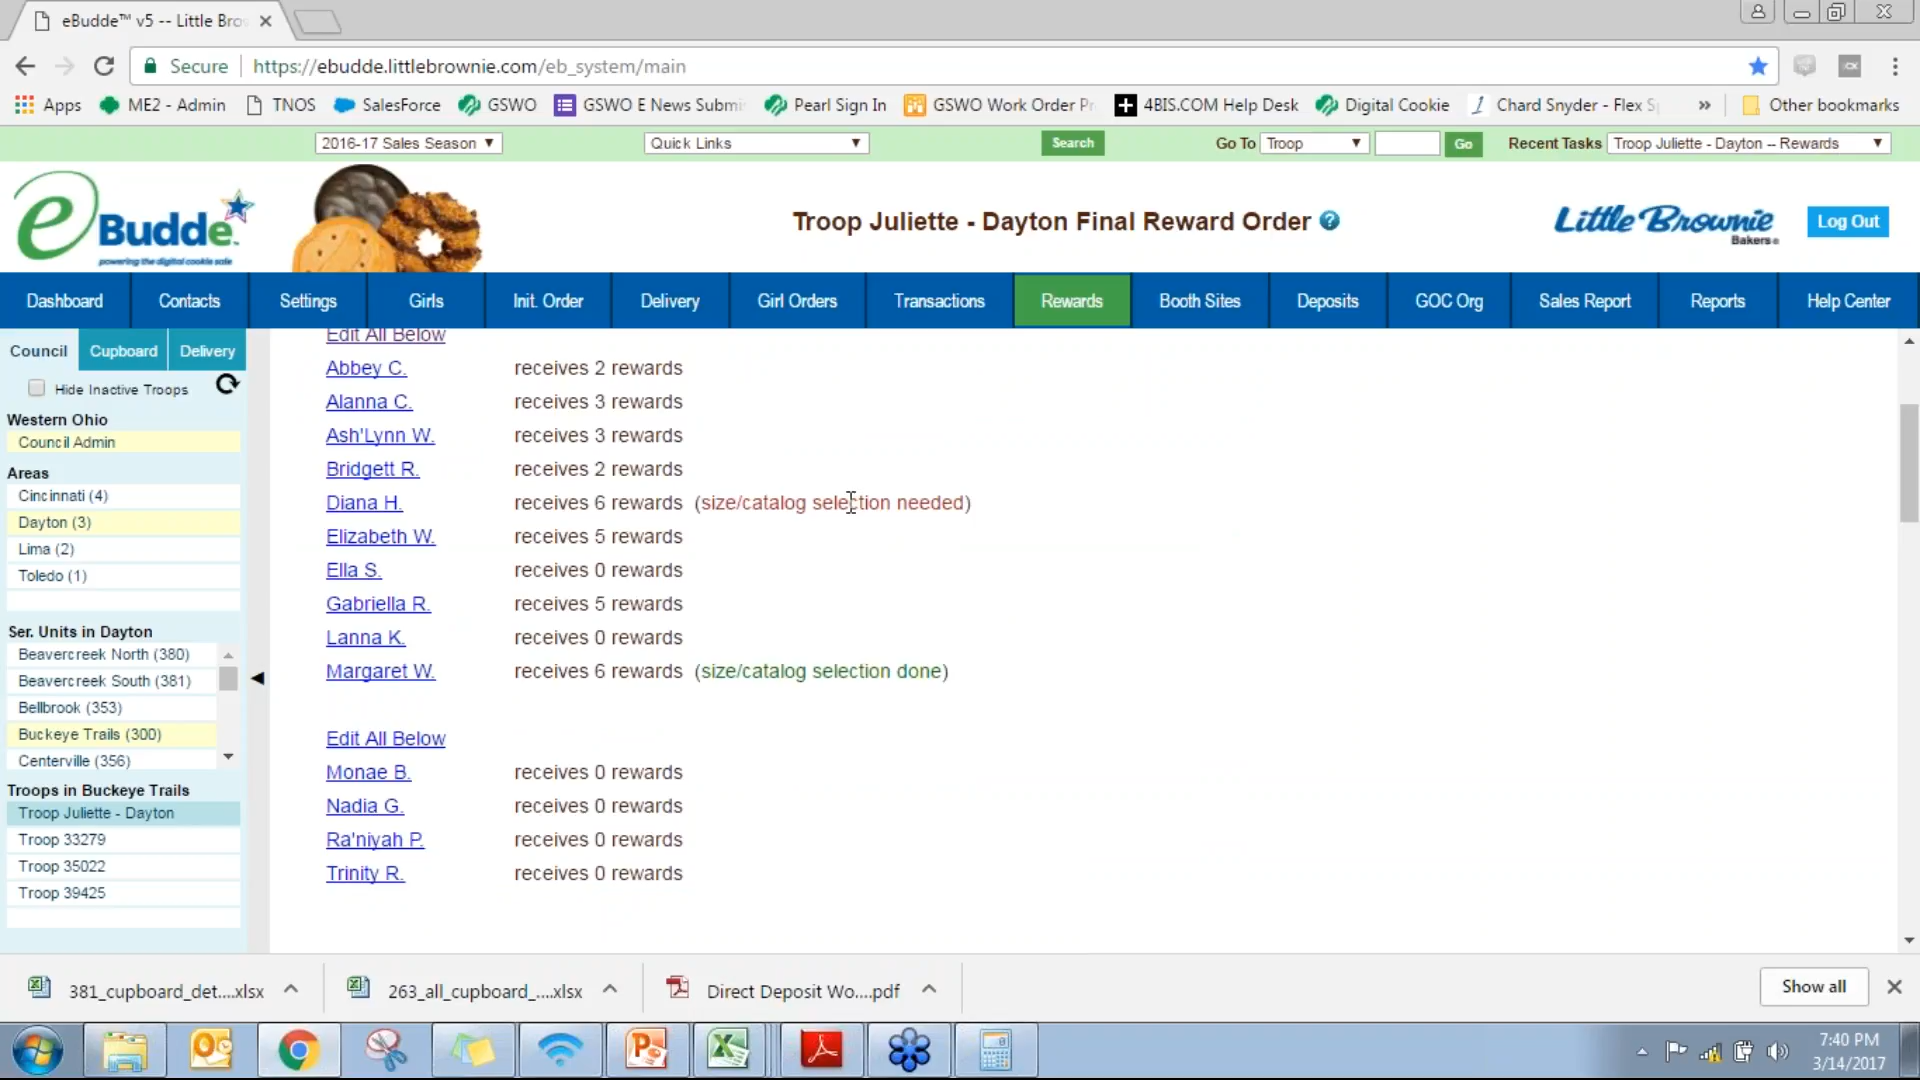 eBudde™ v5 -- Little Bro
Secure https://ebudde.littlebrownie.com/eb_system/main
Apps ME2 - Admin TNOS SalesForce GSWO GSWO E News Submi Pearl Sign In GSWO Work Order Pr 4BIS.COM Help Desk Digital Cookie Chard Snyder - Flex S » Other bookmarks
2016-17 Sales Season Quick Links Search Go To Troop Go Recent Tasks Troop Juliette - Dayton -- Rewards
eBudde
powering the digital cookie sale
Troop Juliette - Dayton Final Reward Order ?
Little Brownie
Bakers
Log Out
Dashboard Contacts Settings Girls Init. Order Delivery Girl Orders Transactions Rewards Booth Sites Deposits GOC Org Sales Report Reports Help Center
Council Cupboard Delivery
Hide Inactive Troops
Western Ohio
Council Admin
Areas
Cincinnati (4)
Dayton (3)
Lima (2)
Toledo (1)
Ser. Units in Dayton
Beavercreek North (380)
Beavercreek South (381)
Bellbrook (353)
Buckeye Trails (300)
Centerville (356)
Troops in Buckeye Trails
Troop Juliette - Dayton
Troop 33279
Troop 35022
Troop 39425
Edit All Below
Abbey C. receives 2 rewards
Alanna C. receives 3 rewards
Ash'Lynn W. receives 3 rewards
Bridgett R. receives 2 rewards
Diana H. receives 6 rewards (size/catalog selection needed)
Elizabeth W. receives 5 rewards
Ella S. receives 0 rewards
Gabriella R. receives 5 rewards
Lanna K. receives 0 rewards
Margaret W. receives 6 rewards (size/catalog selection done)
Edit All Below
Monae B. receives 0 rewards
Nadia G. receives 0 rewards
Ra'niyah P. receives 0 rewards
Trinity R. receives 0 rewards
381_cupboard_det....xlsx 263_all_cupboard_....xlsx Direct Deposit Wo....pdf Show all
7:40 PM
3/14/2017